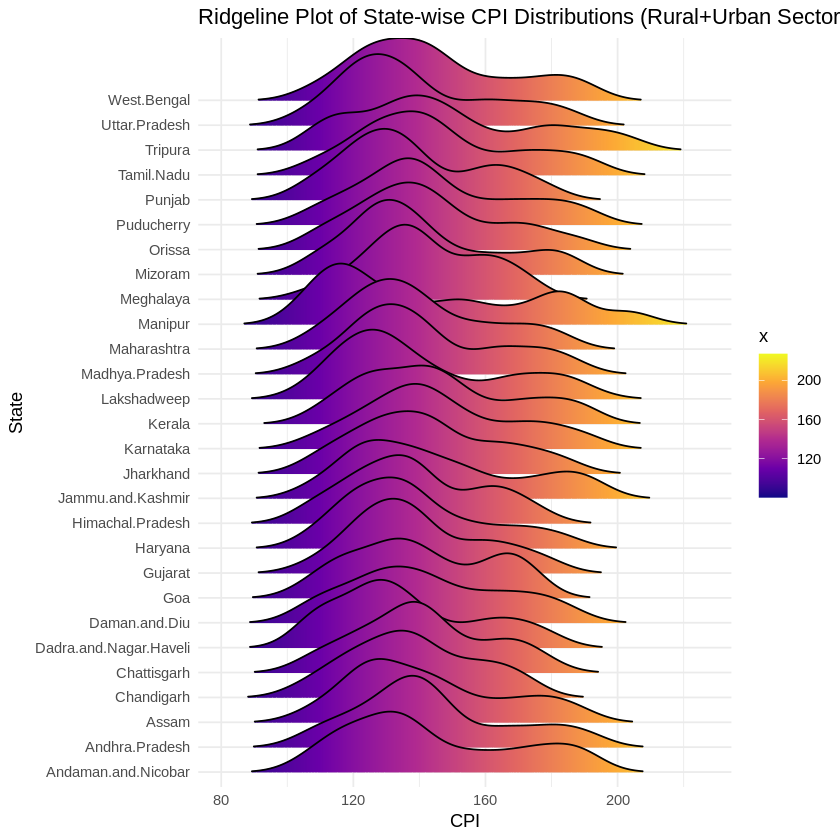 Ridgeline Plot of State-wise CPI Distributions (Rural+Urban Sector
West.Bengal
Uttar.Pradesh
Tripura
Tamil.Nadu
Punjab
Puducherry
Orissa
Mizoram
Meghalaya
Manipur
Maharashtra
Madhya.Pradesh
Lakshadweep
Kerala
Karnataka
Jharkhand
Jammu.and.Kashmir
Himachal.Pradesh
Haryana
Gujarat
Goa
Daman.and.Diu
Dadra.and.Nagar.Haveli
Chattisgarh
Chandigarh
Assam
Andhra.Pradesh
Andaman.and.Nicobar
State
80 120 160 200
CPI
x
200
160
120